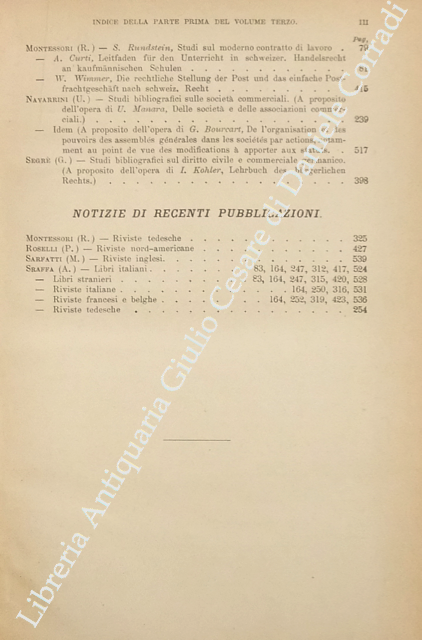 INDICE DELLA PARTE PRIMA DEL VOLUME TERZO. III
Pag.
MONTESSORI (R.) — S. Rundstein, Studi sul moderno contratto di lavoro . 79
— A. Curti, Leitfaden für den Unterricht in schweizer. Handelsrecht
an kaufmännischen Schulen . . . . . . . . . 81
— W. Wimmer, Die rechtliche Stellung der Post und das einfache Post-
frachtgeschäft nach schweiz. Recht . . . . . . . 445
NAVARRINI (U.) — Studi bibliografici sulle società commerciali. (A proposito
dell'opera di U. Manara, Delle società e delle associazioni commer-
ciali.) . . . . . . . . . . . . . . 239
— Idem (A proposito dell'opera di G. Bourcart, De l'organisation et les
pouvoirs des assemblés générales dans les sociétés par actions, notam-
ment au point de vue des modifications à apporter aux statuts. . 517
SEGRÈ (G.) — Studi bibliografici sul diritto civile e commerciale germanico.
(A proposito dell'opera di I. Kohler, Lehrbuch des bürgerlichen
Rechts.) . . . . . . . . . . . . . 398
NOTIZIE DI RECENTI PUBBLICAZIONI.
MONTESSORI (R.) — Riviste tedesche . . . . . . . . . 325
ROSELLI (P.) — Riviste nord-americane . . . . . . . . 427
SARFATTI (M.) — Riviste inglesi. . . . . . . . . . 539
SRAFFA (A.) — Libri italiani . . . . . . 83, 164, 247, 312, 417, 524
— Libri stranieri . . . . . . . 83, 164, 247, 315, 420, 528
— Riviste italiane . . . . . . . . . 164, 250, 316, 531
— Riviste francesi e belghe . . . . . . 164, 252, 319, 423, 536
— Riviste tedesche . . . . . . . . . . . 254
Libreria Antiquaria Giulio Cesare di Daniele Corradi